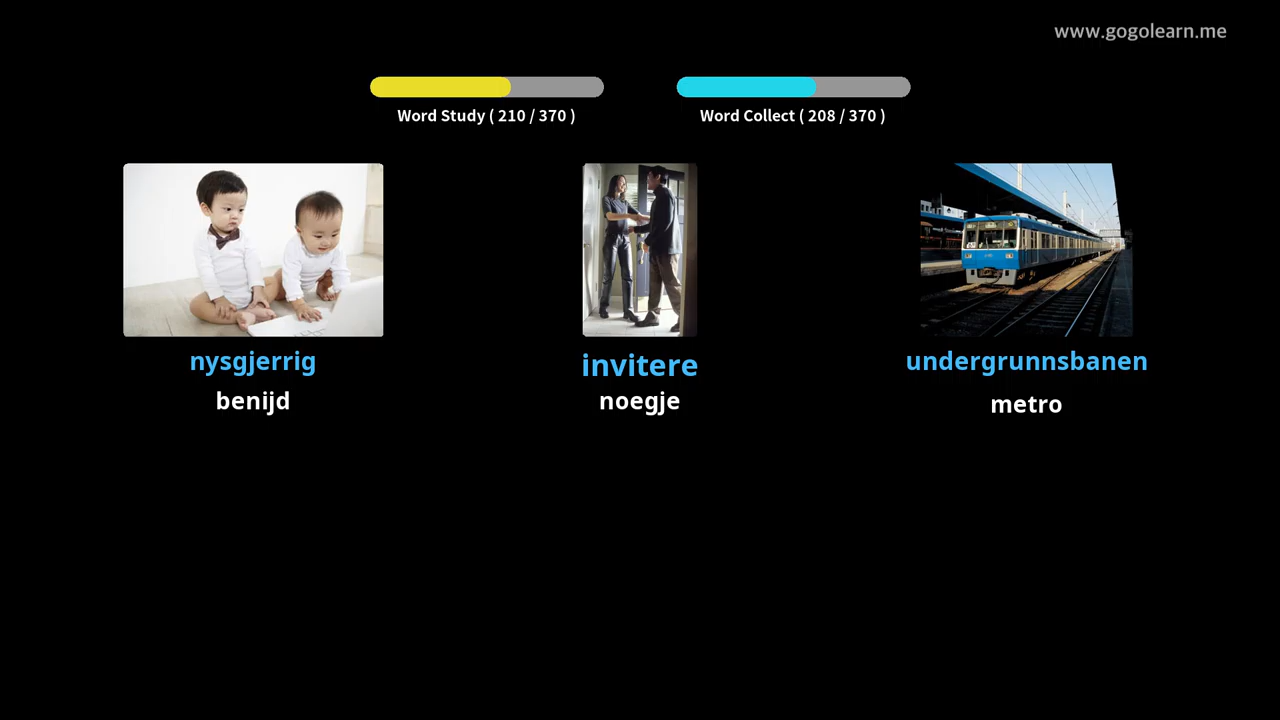 www.gogolearn.me
Word Study ( 210 / 370 )
Word Collect ( 208 / 370 )
nysgjerrig
benijd
invitere
noegje
undergrunnsbanen
metro